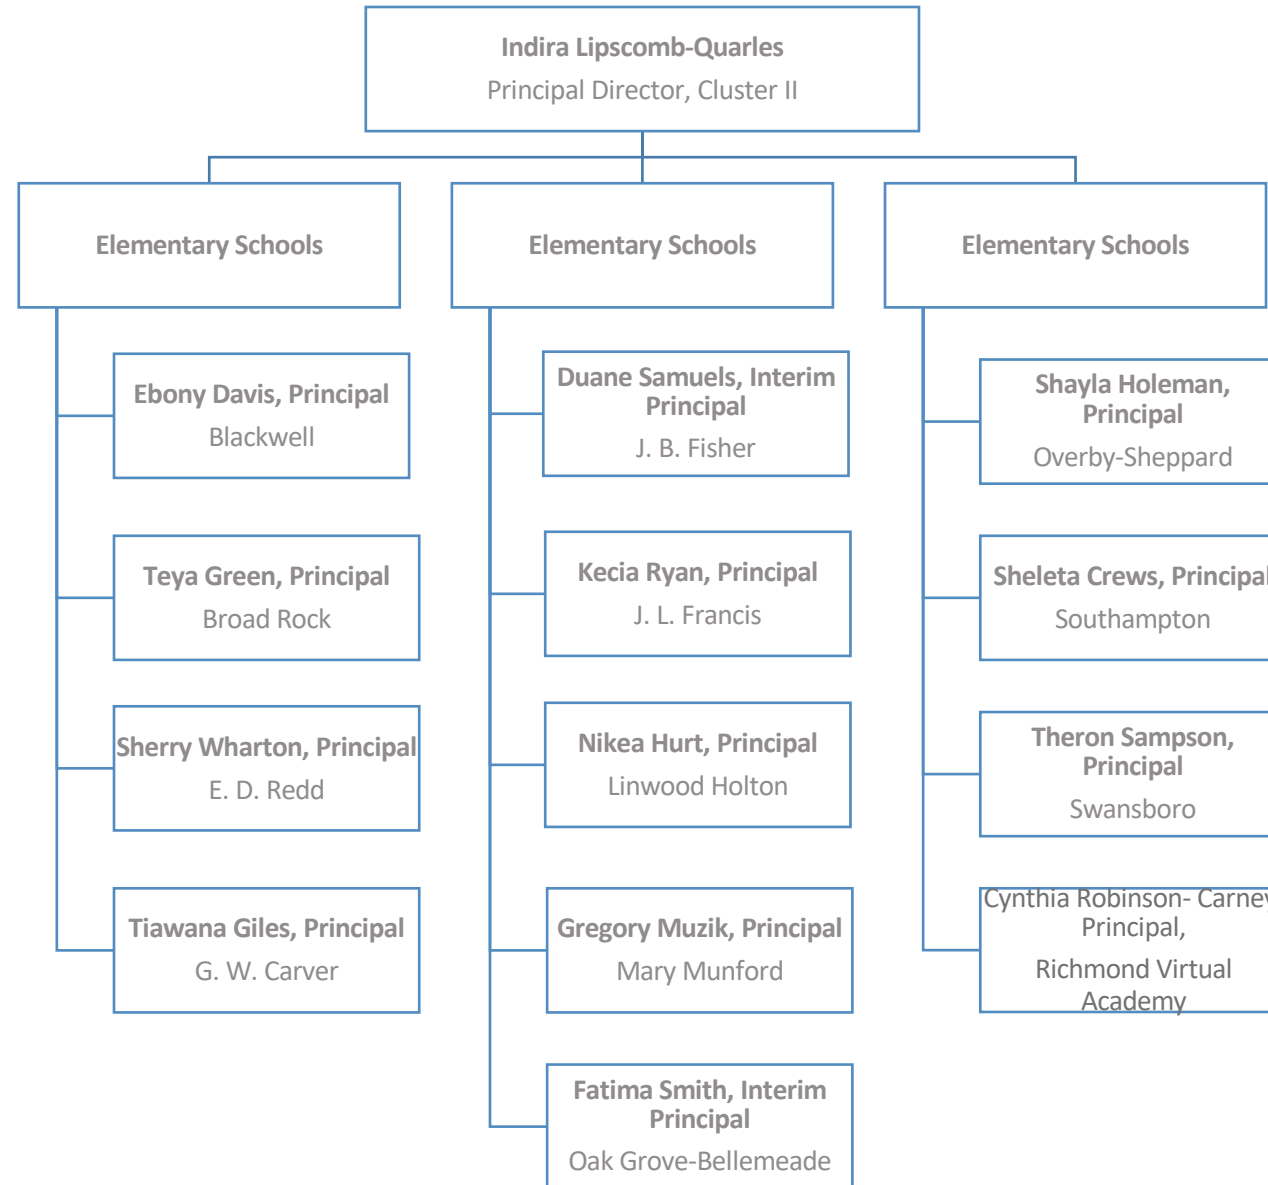 Indira Lipscomb-Quarles
Principal Director, Cluster II
Elementary Schools
Ebony Davis, Principal
Blackwell
Teya Green, Principal
Broad Rock
Sherry Wharton, Principal
E. D. Redd
Tiawana Giles, Principal
G. W. Carver
Elementary Schools
Duane Samuels, Interim
Principal
J. B. Fisher
Kecia Ryan, Principal
J. L. Francis
Nikea Hurt, Principal
Linwood Holton
Gregory Muzik, Principal
Mary Munford
Fatima Smith, Interim
Principal
Oak Grove-Bellemeade
Elementary Schools
Shayla Holeman,
Principal
Overby-Sheppard
Sheleta Crews, Principal
Southampton
Theron Sampson,
Principal
Swansboro
Cynthia Robinson- Carney
Principal,
Richmond Virtual
Academy